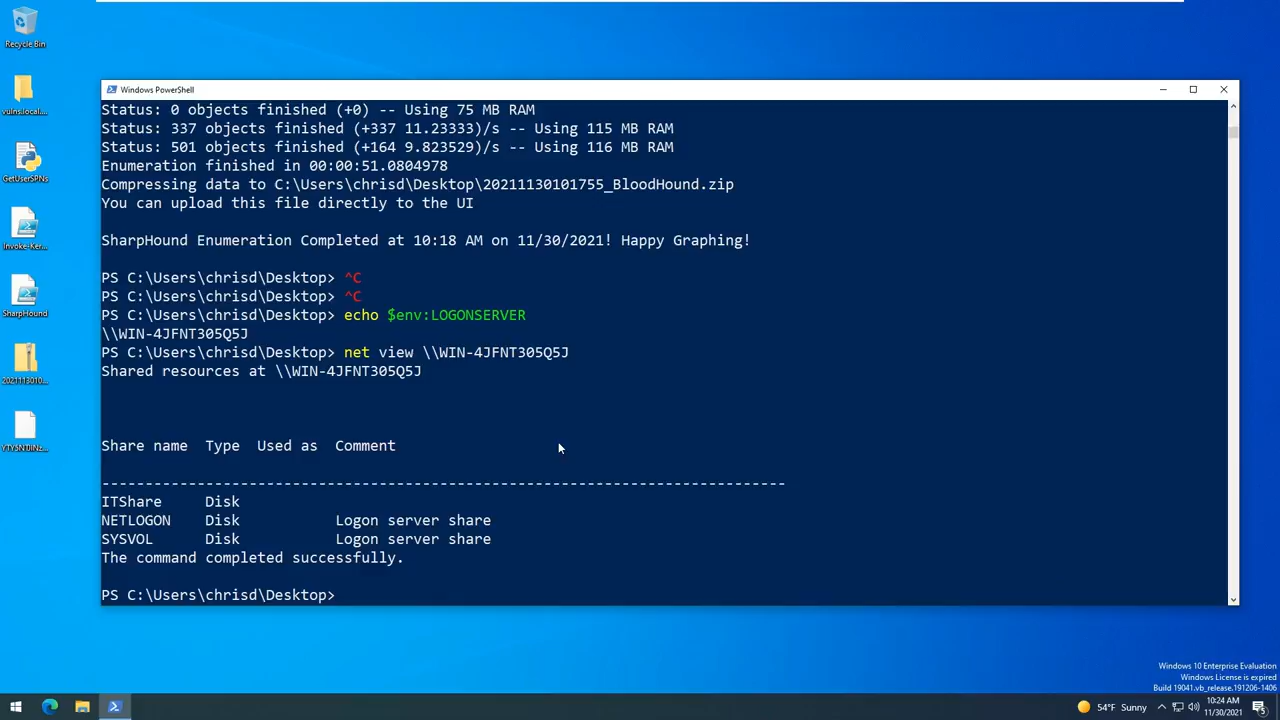 Recycle Bin
vulns.local....
GetUserSPNs
Invoke-Ker...
SharpHound
2021113010...
Windows PowerShell
Status: 0 objects finished (+0) -- Using 75 MB RAM
Status: 337 objects finished (+337 11.23333)/s -- Using 115 MB RAM
Status: 501 objects finished (+164 9.823529)/s -- Using 116 MB RAM
Enumeration finished in 00:00:51.0804978
Compressing data to C:\Users\chrisd\Desktop\20211130101755_BloodHound.zip
You can upload this file directly to the UI
SharpHound Enumeration Completed at 10:18 AM on 11/30/2021! Happy Graphing!
PS C:\Users\chrisd\Desktop> ^C
PS C:\Users\chrisd\Desktop> ^C
PS C:\Users\chrisd\Desktop> echo $env:LOGONSERVER
\\WIN-4JFNT305Q5J
PS C:\Users\chrisd\Desktop> net view \\WIN-4JFNT305Q5J
Shared resources at \\WIN-4JFNT305Q5J
Share name Type Used as Comment
-------------------------------------------------------------------------------
ITShare Disk
NETLOGON Disk Logon server share
SYSVOL Disk Logon server share
The command completed successfully.
PS C:\Users\chrisd\Desktop>
Windows 10 Enterprise Evaluation
Windows License is expired
Build 19041.vb_release.191206-1406
54°F Sunny
10:24 AM
11/30/2021
5